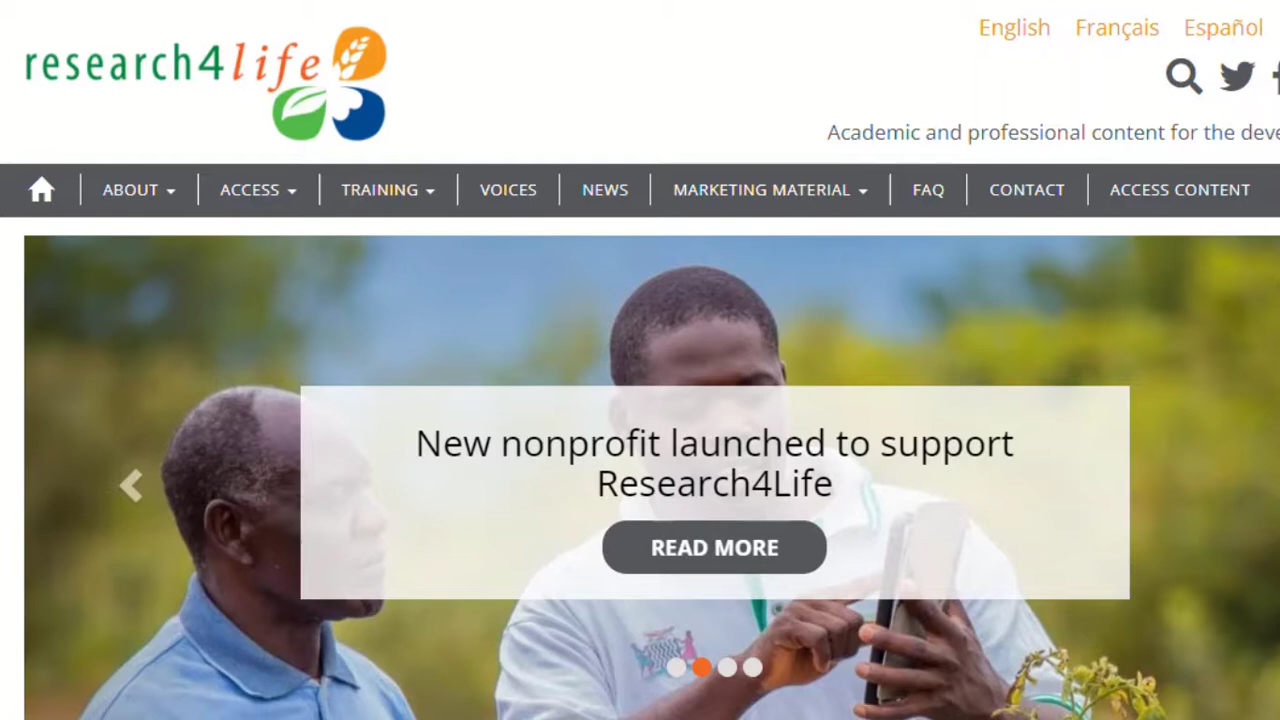 English Français Español
research4life
Academic and professional content for the
ABOUT ACCESS TRAINING VOICES NEWS MARKETING MATERIAL FAQ CONTACT ACCESS CONTENT
New nonprofit launched to support
Research4Life
READ MORE